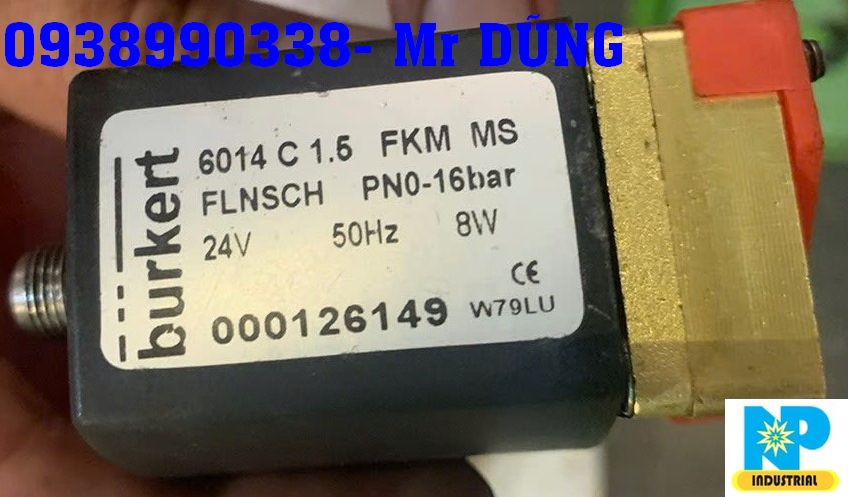 0938990338- Mr DŨNG
burkert
6014 C 1.5 FKM MS
FLNSCH PN0-16bar
24V 50Hz 8W
CE
000126149 W79LU
NP
INDUSTRIAL